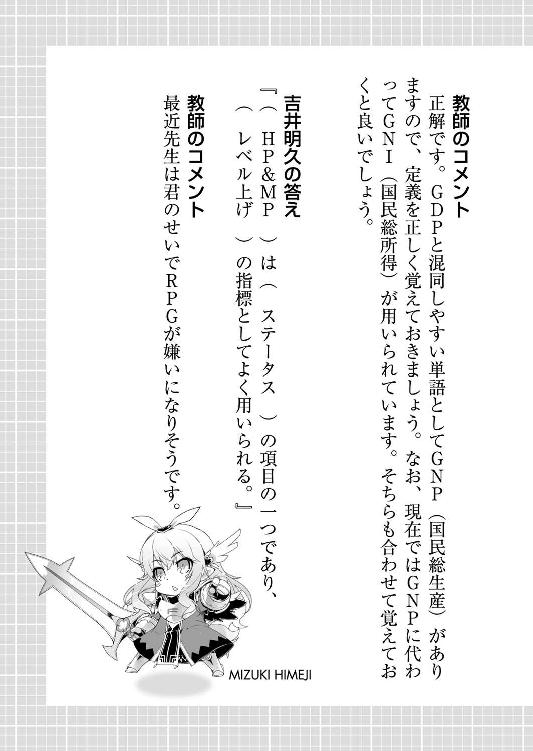 教師のコメント
正解です。GDPと混同しやすい単語としてGNP（国民総生産）があり
ますので、定義を正しく覚えておきましょう。なお、現在ではGNPに代わ
ってGNI（国民総所得）が用いられています。そちらも合わせて覚えてお
くと良いでしょう。
吉井明久の答え
『（　HP&MP　）は（　ステータス　）の項目の一つであり、
（　レベル上げ　）の指標としてよく用いられる。』
教師のコメント
最近先生は君のせいでRPGが嫌いになりそうです。
MIZUKI HIMEJI